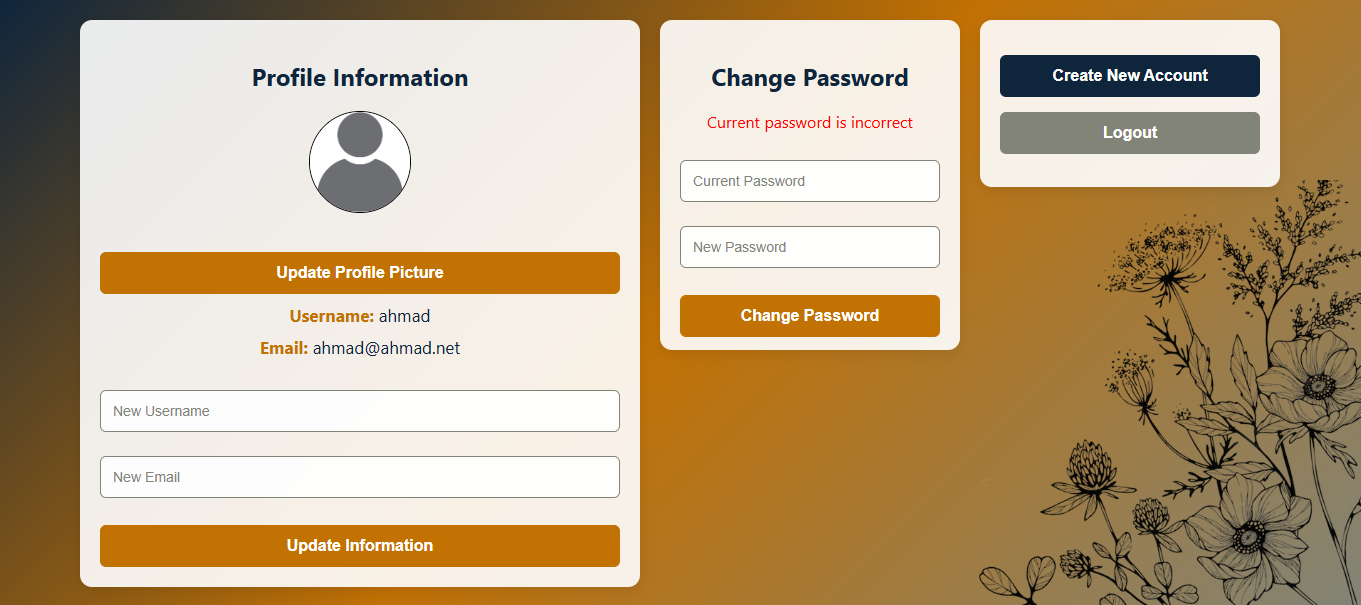 Profile Information
Update Profile Picture
Username: ahmad
Email: ahmad@ahmad.net
New Username
New Email
Update Information
Change Password
Current password is incorrect
Current Password
New Password
Change Password
Create New Account
Logout